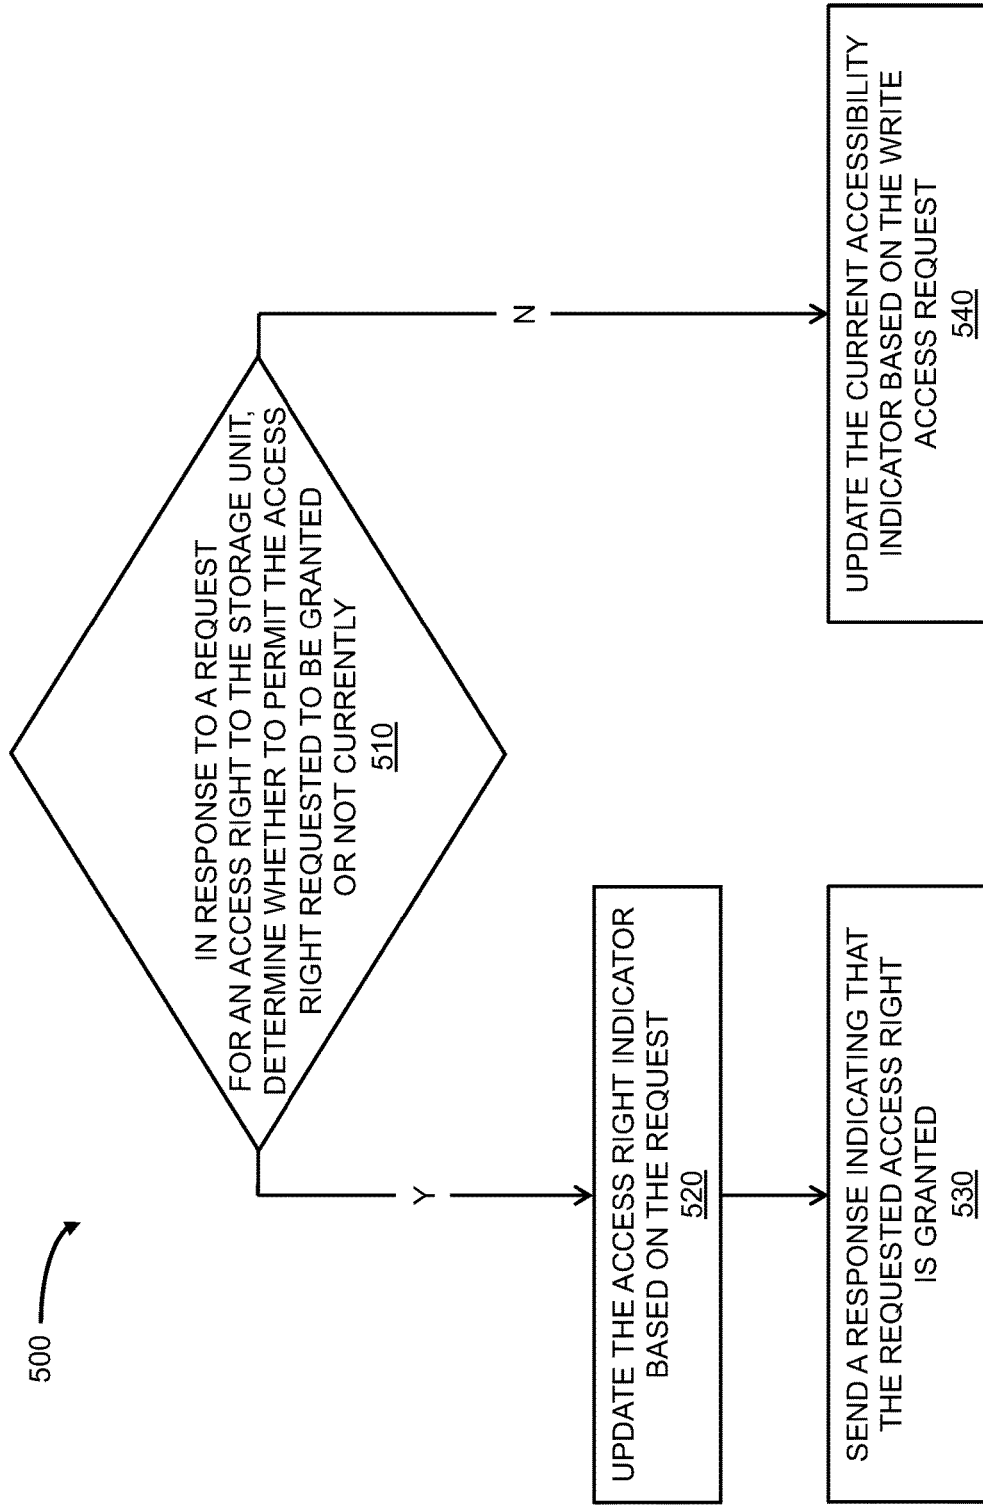 500
IN RESPONSE TO A REQUEST
FOR AN ACCESS RIGHT TO THE STORAGE UNIT,
DETERMINE WHETHER TO PERMIT THE ACCESS
RIGHT REQUESTED TO BE GRANTED
OR NOT CURRENTLY
510
Y
N
UPDATE THE ACCESS RIGHT INDICATOR
BASED ON THE REQUEST
520
SEND A RESPONSE INDICATING THAT
THE REQUESTED ACCESS RIGHT
IS GRANTED
530
UPDATE THE CURRENT ACCESSIBILITY
INDICATOR BASED ON THE WRITE
ACCESS REQUEST
540